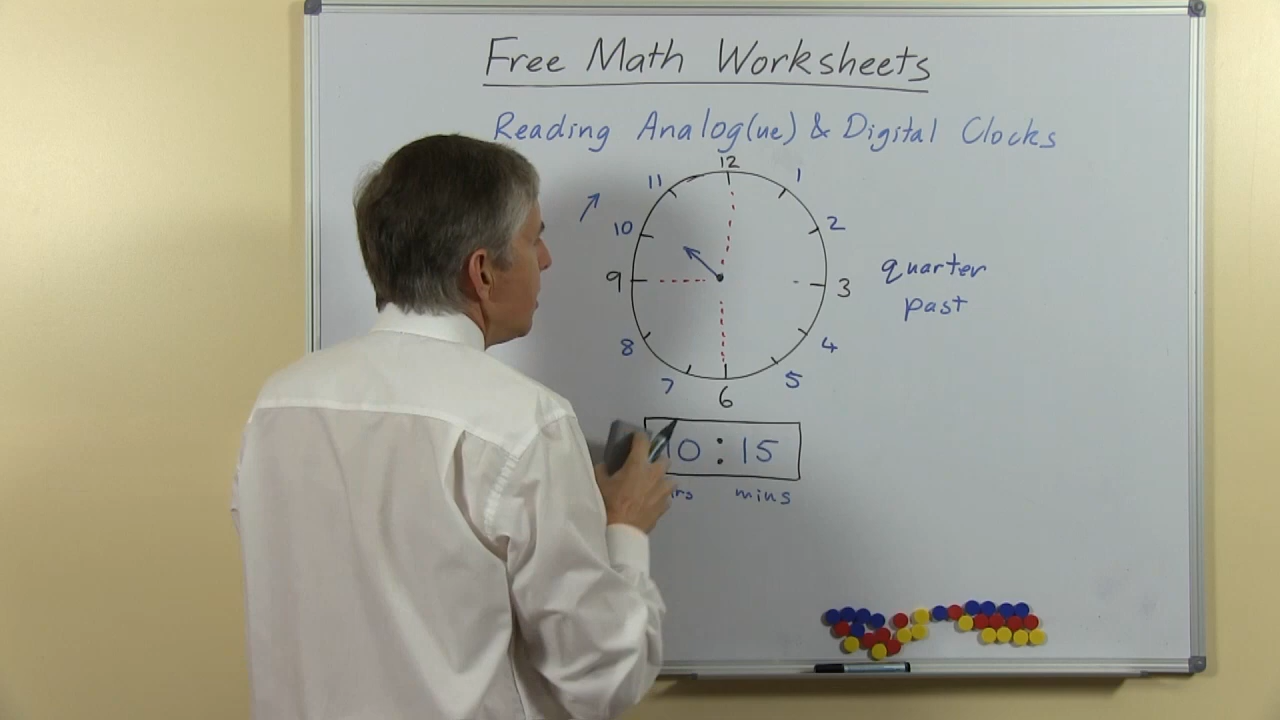 Free Math Worksheets
Reading Analog(ue) & Digital Clocks
12
11
1
10
2
9
3
quarter
past
8
4
7
5
6
10 : 15
mins